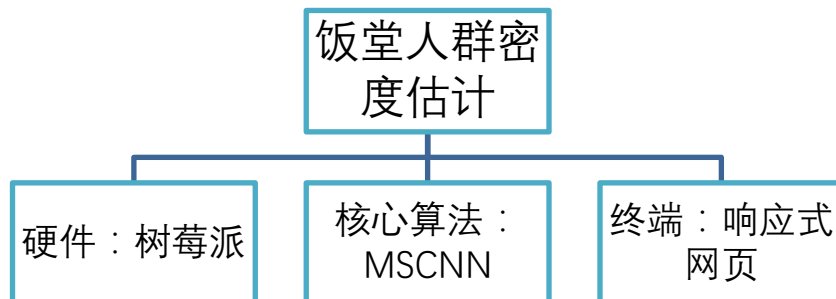 饭堂人群密
度估计
硬件：树莓派
核心算法：
MSCNN
终端：响应式
网页